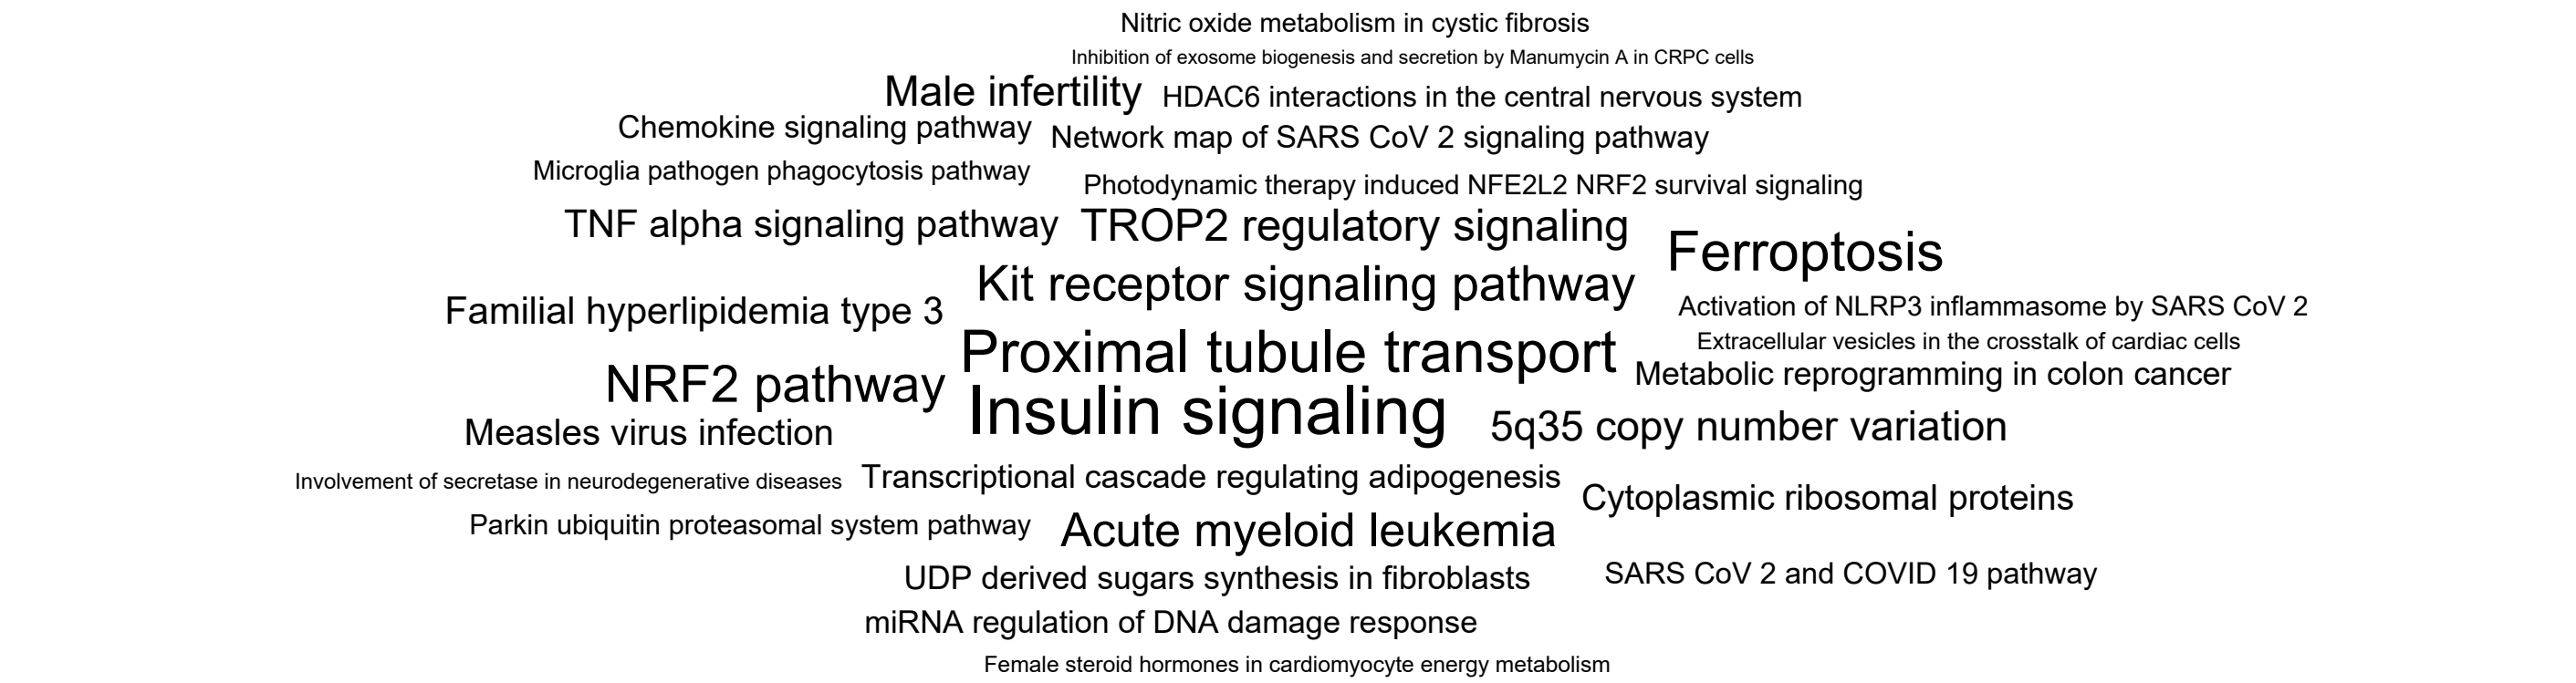 Nitric oxide metabolism in cystic fibrosis
Inhibition of exosome biogenesis and secretion by Manumycin A in CRPC cells
Male infertility
HDAC6 interactions in the central nervous system
Chemokine signaling pathway
Network map of SARS CoV 2 signaling pathway
Microglia pathogen phagocytosis pathway
Photodynamic therapy induced NFE2L2 NRF2 survival signaling
TNF alpha signaling pathway
TROP2 regulatory signaling
Ferroptosis
Kit receptor signaling pathway
Familial hyperlipidemia type 3
Activation of NLRP3 inflammasome by SARS CoV 2
Extracellular vesicles in the crosstalk of cardiac cells
Proximal tubule transport
Metabolic reprogramming in colon cancer
NRF2 pathway
Insulin signaling
5q35 copy number variation
Measles virus infection
Involvement of secretase in neurodegenerative diseases
Transcriptional cascade regulating adipogenesis
Cytoplasmic ribosomal proteins
Parkin ubiquitin proteasomal system pathway
Acute myeloid leukemia
UDP derived sugars synthesis in fibroblasts
SARS CoV 2 and COVID 19 pathway
miRNA regulation of DNA damage response
Female steroid hormones in cardiomyocyte energy metabolism